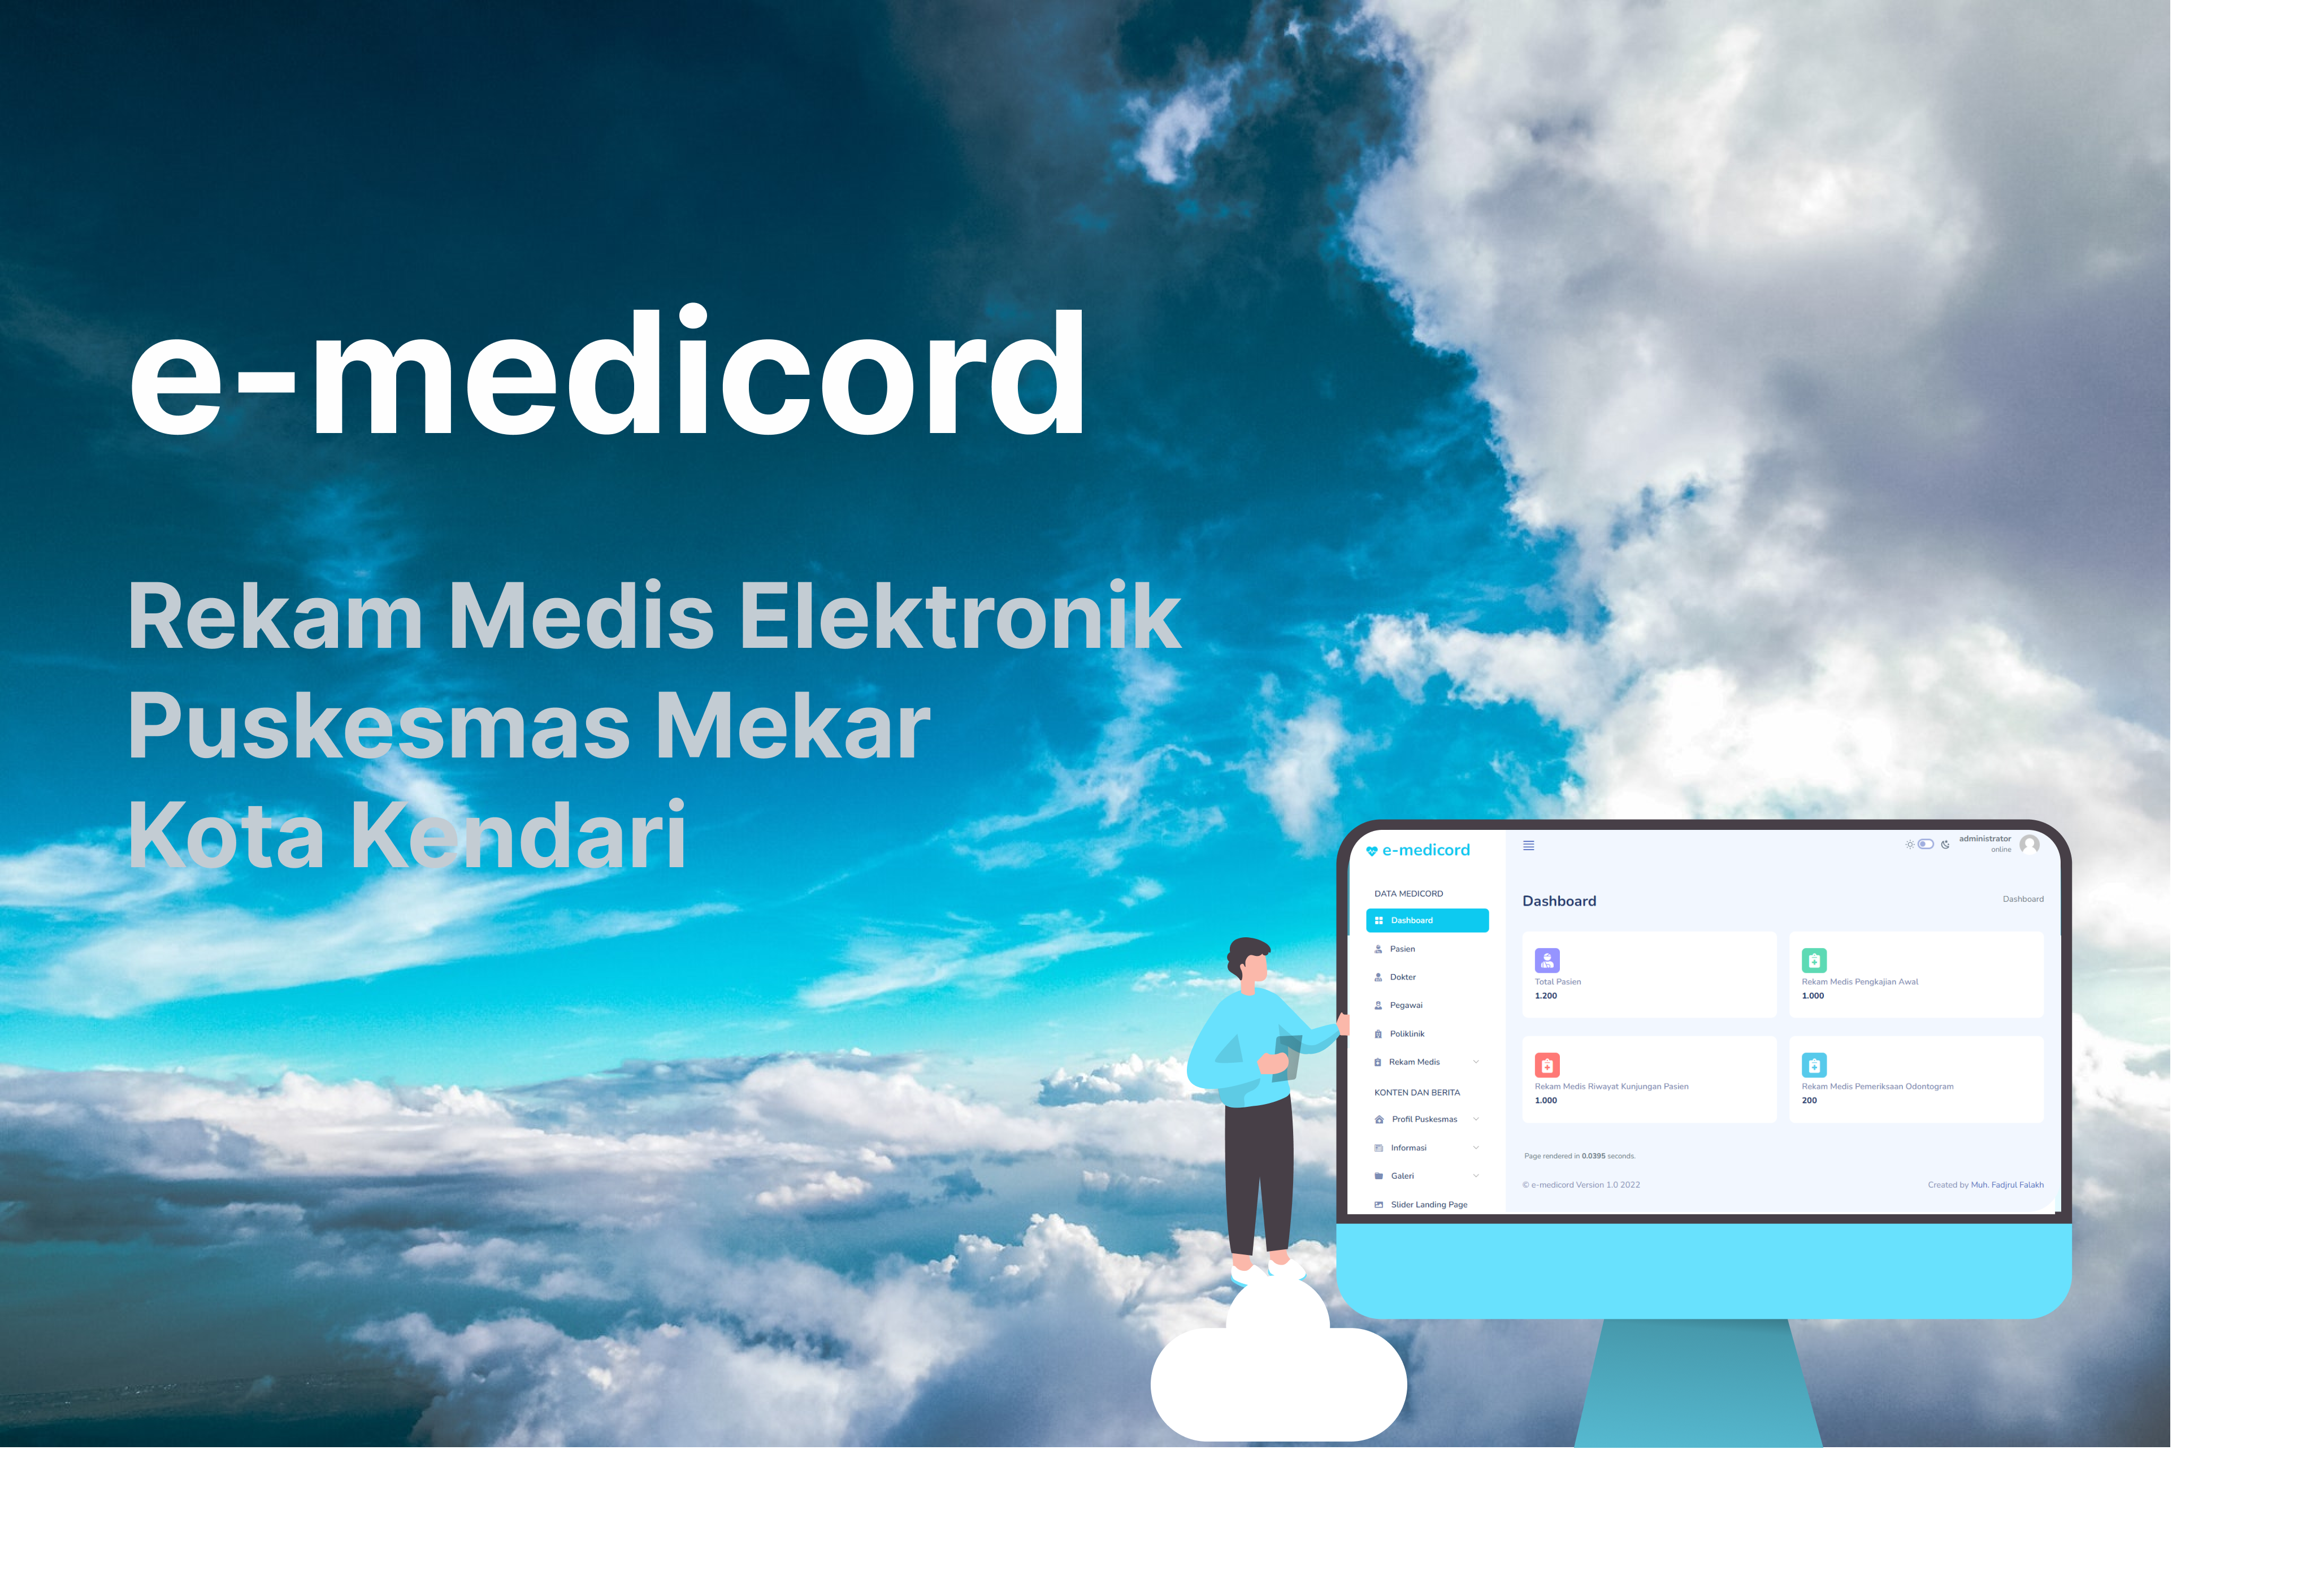 e-medicord
Rekam Medis Elektronik
Puskesmas Mekar
Kota Kendari
e-medicord
administrator
online
DATA MEDICORD
Dashboard
Pasien
Dokter
Pegawai
Poliklinik
Rekam Medis
KONTEN DAN BERITA
Profil Puskesmas
Informasi
Galeri
Slider Landing Page
Dashboard
Dashboard
Total Pasien
1.200
Rekam Medis Pengkajian Awal
1.000
Rekam Medis Riwayat Kunjungan Pasien
1.000
Rekam Medis Pemeriksaan Odontogram
200
Page rendered in 0.0395 seconds.
© e-medicord Version 1.0 2022
Created by Muh. Fadjrul Falakh